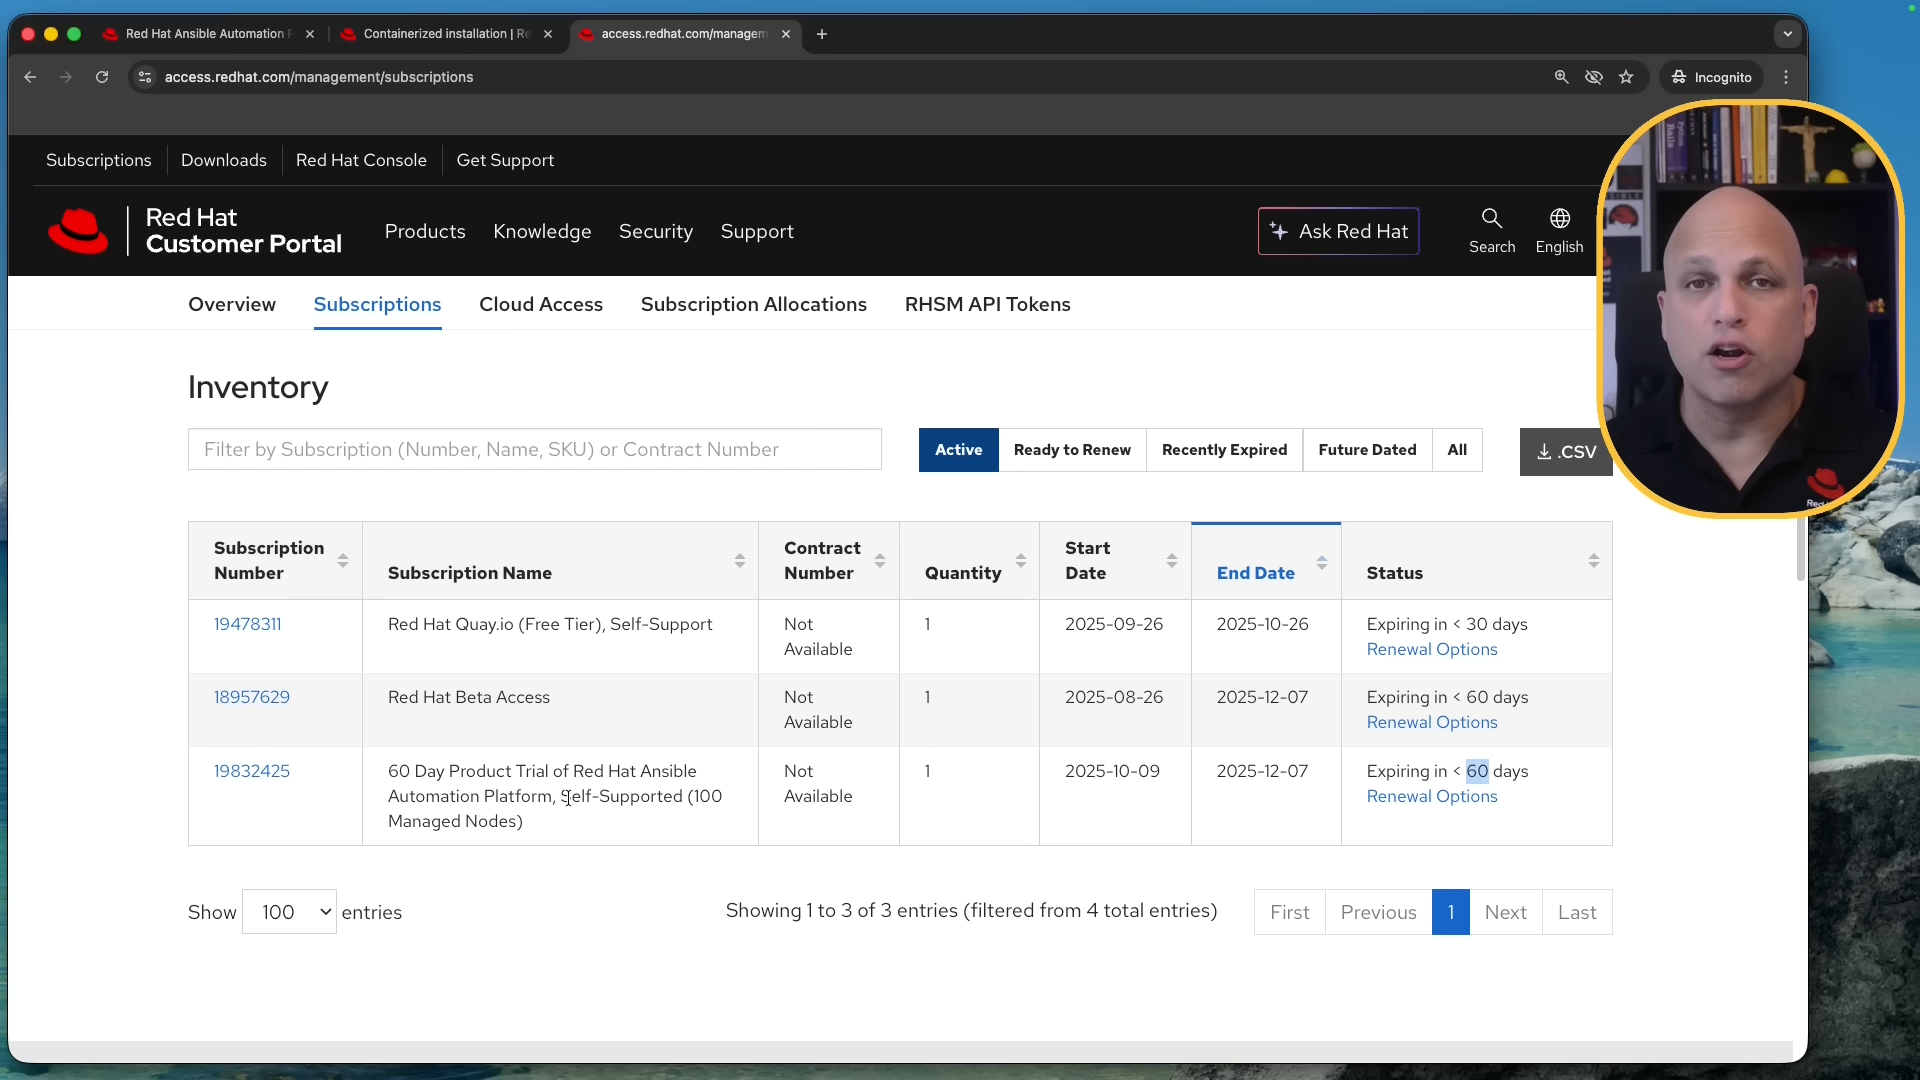 Red Hat Ansible Automation P
Containerized installation | Re
access.redhat.com/managem
access.redhat.com/management/subscriptions
Incognito
Subscriptions
Downloads
Red Hat Console
Get Support
Red Hat
Customer Portal
Products
Knowledge
Security
Support
Ask Red Hat
Search
English
Overview
Subscriptions
Cloud Access
Subscription Allocations
RHSM API Tokens
Inventory
Filter by Subscription (Number, Name, SKU) or Contract Number
Active
Ready to Renew
Recently Expired
Future Dated
All
.CSV
Subscription
Number
Subscription Name
Contract
Number
Quantity
Start
Date
End Date
Status
19478311
Red Hat Quay.io (Free Tier), Self-Support
Not
Available
1
2025-09-26
2025-10-26
Expiring in < 30 days
Renewal Options
18957629
Red Hat Beta Access
Not
Available
1
2025-08-26
2025-12-07
Expiring in < 60 days
Renewal Options
19832425
60 Day Product Trial of Red Hat Ansible
Automation Platform, Self-Supported (100
Managed Nodes)
Not
Available
1
2025-10-09
2025-12-07
Expiring in < 60 days
Renewal Options
Show
100
entries
Showing 1 to 3 of 3 entries (filtered from 4 total entries)
First
Previous
1
Next
Last